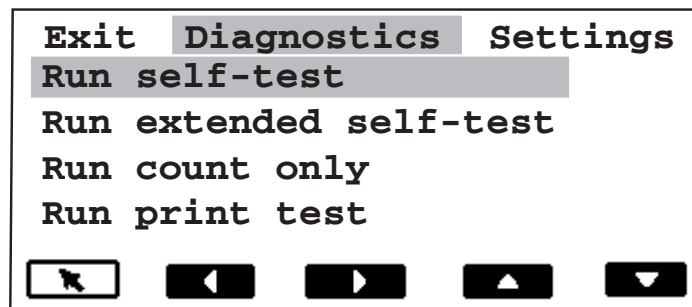 Exit Diagnostics Settings
Run self-test
Run extended self-test
Run count only
Run print test